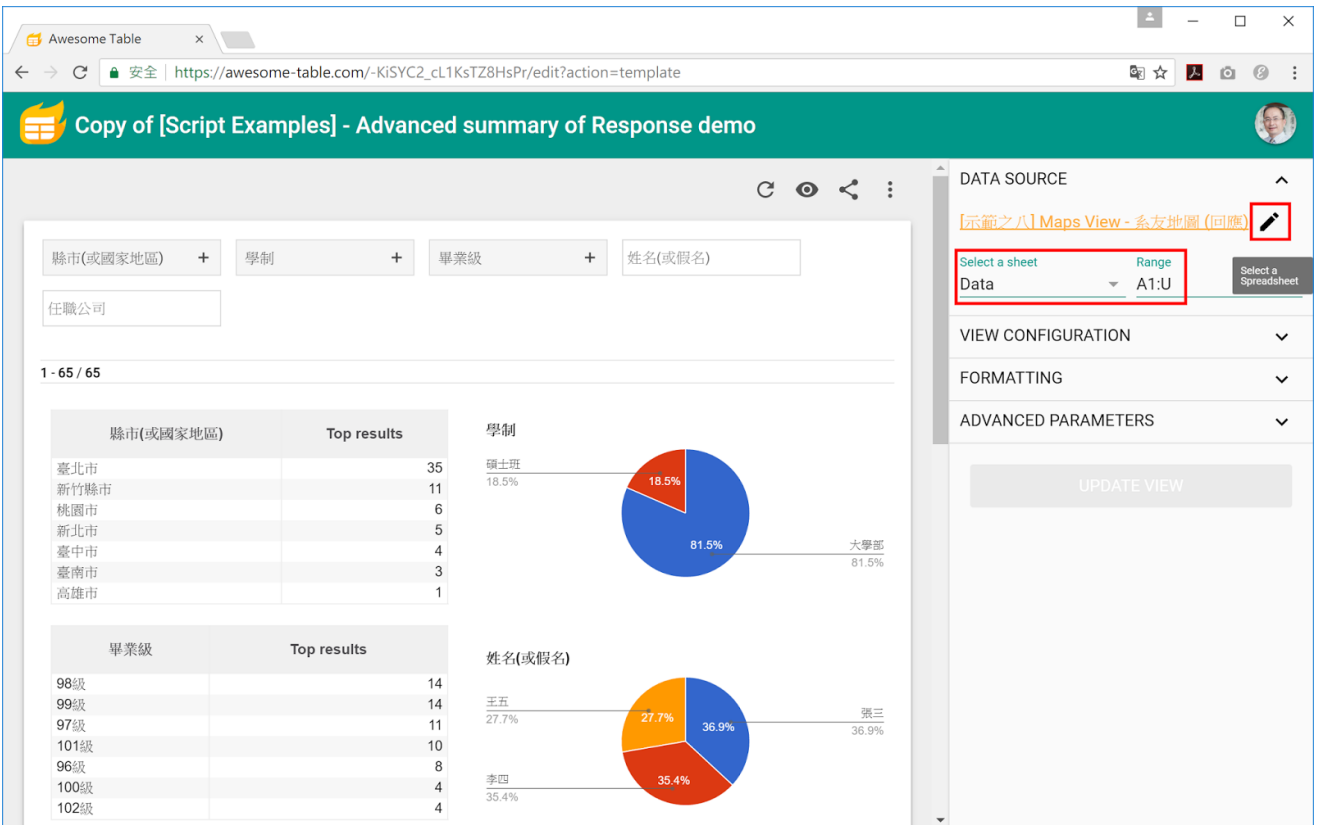 Awesome Table
安全 https://awesome-table.com/-KiSYC2_cL1KsTZ8HsPr/edit?action=template
Copy of [Script Examples] - Advanced summary of Response demo
縣市(或國家地區) +
學制 +
畢業級 +
姓名(或假名)
任職公司
1 - 65 / 65
縣市(或國家地區) Top results
臺北市 35
新竹縣市 11
桃園市 6
新北市 5
臺中市 4
臺南市 3
高雄市 1
學制
碩士班
18.5%
18.5%
81.5%
大學部
81.5%
畢業級 Top results
98級 14
99級 14
97級 11
101級 10
96級 8
100級 4
102級 4
姓名(或假名)
王五
27.7%
27.7%
36.9%
張三
36.9%
李四
35.4%
35.4%
DATA SOURCE
[示範之八] Maps View - 系友地圖 (回應)
Select a sheet Range
Data A1:U
Select a
Spreadsheet
VIEW CONFIGURATION
FORMATTING
ADVANCED PARAMETERS
UPDATE VIEW